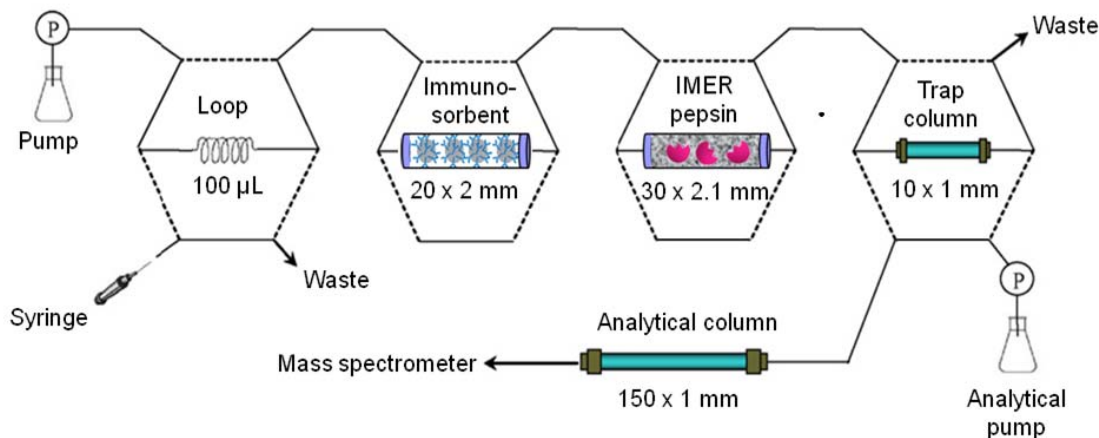 P
Pump
Loop
100 µL
Syringe
Waste
Immuno-
sorbent
20 x 2 mm
IMER
pepsin
30 x 2.1 mm
Waste
Trap
column
10 x 1 mm
P
Analytical
pump
Analytical column
150 x 1 mm
Mass spectrometer